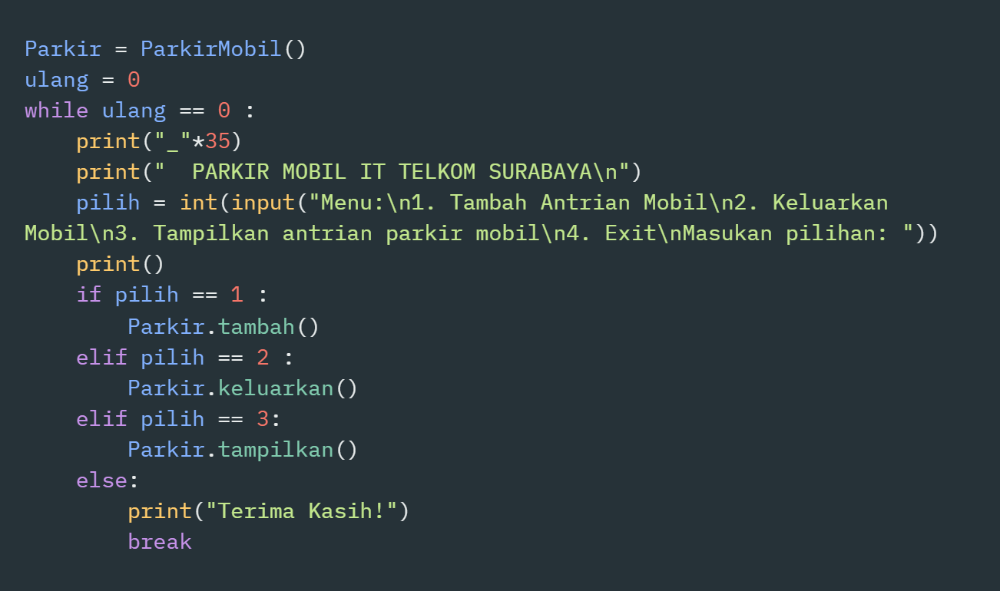 Parkir = ParkirMobil()
ulang = 0
while ulang == 0 :
    print("_"*35)
    print("  PARKIR MOBIL IT TELKOM SURABAYA\n")
    pilih = int(input("Menu:\n1. Tambah Antrian Mobil\n2. Keluarkan
Mobil\n3. Tampilkan antrian parkir mobil\n4. Exit\nMasukan pilihan: "))
    print()
    if pilih == 1 :
        Parkir.tambah()
    elif pilih == 2 :
        Parkir.keluarkan()
    elif pilih == 3:
        Parkir.tampilkan()
    else:
        print("Terima Kasih!")
        break